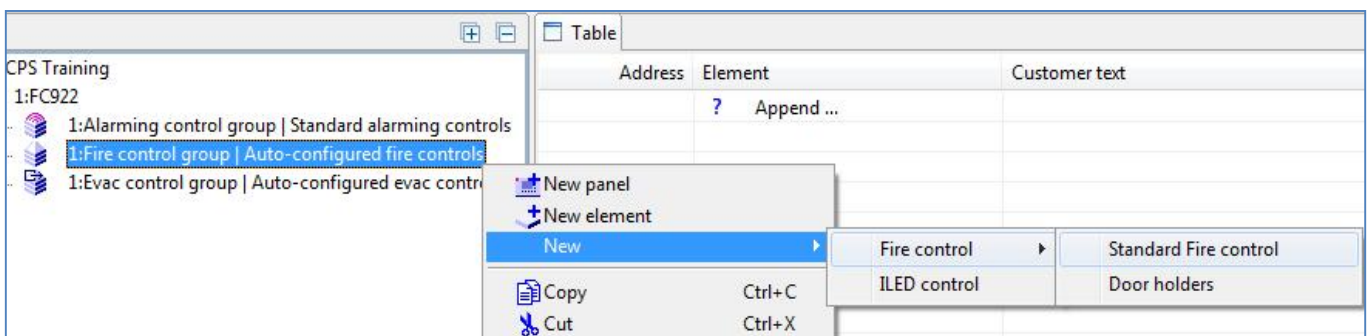 Table
CPS Training
Address Element Customer text
1:FC922
? Append ...
1:Alarming control group | Standard alarming controls
1:Fire control group | Auto-configured fire controls
1:Evac control group | Auto-configured evac contr
New panel
New element
New
Fire control Standard Fire control
ILED control Door holders
Copy Ctrl+C
Cut Ctrl+X